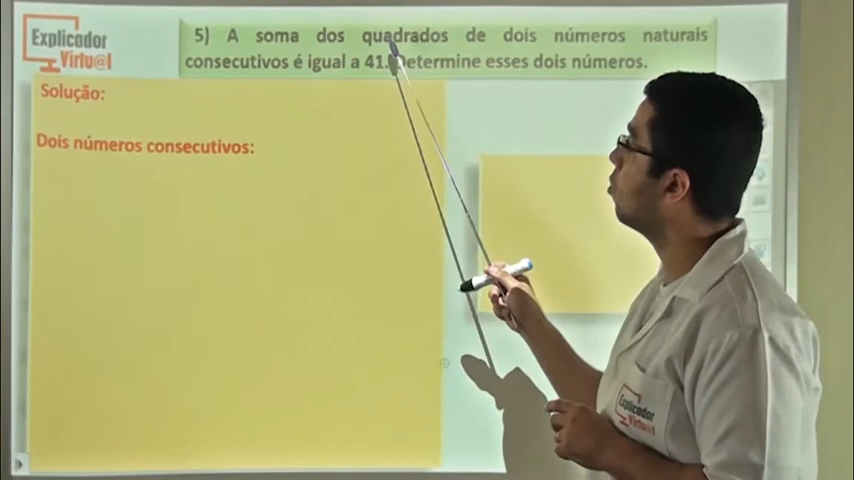 Explicador
Virtu@l
5) A soma dos quadrados de dois números naturais
consecutivos é igual a 41. Determine esses dois números.
Solução:
Dois números consecutivos:
Explicador
Virtu@l